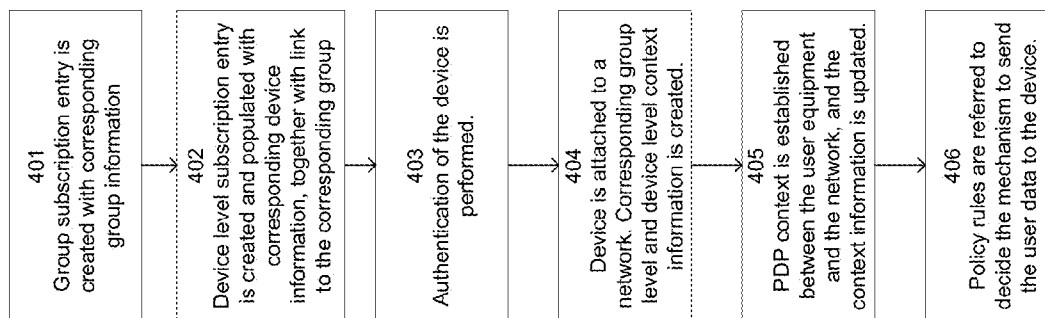 401
Group subscription entry is
created with corresponding
group information
402
Device level subscription entry
is created and populated with
corresponding device
information, together with link
to the corresponding group
403
Authentication of the device is
performed.
404
Device is attached to a
network. Corresponding group
level and device level context
information is created.
405
PDP context is established
between the user equipment
and the network, and the
context information is updated.
406
Policy rules are referred to
decide the mechanism to send
the user data to the device.